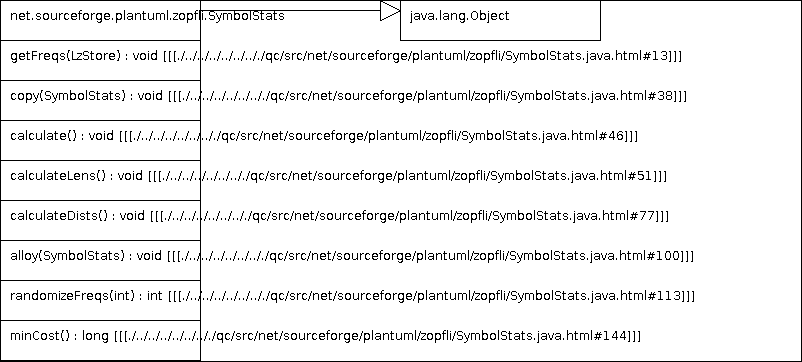 net.sourceforge.plantuml.zopfli.SymbolStats java.lang.Object
getFreqs(LzStore) : void [[[./../../../../../../../qc/src/net/sourceforge/plantuml/zopfli/SymbolStats.java.html#13]]]
copy(SymbolStats) : void [[[./../../../../../../../qc/src/net/sourceforge/plantuml/zopfli/SymbolStats.java.html#38]]]
calculate() : void [[[./../../../../../../../qc/src/net/sourceforge/plantuml/zopfli/SymbolStats.java.html#46]]]
calculateLens() : void [[[./../../../../../../../qc/src/net/sourceforge/plantuml/zopfli/SymbolStats.java.html#51]]]
calculateDists() : void [[[./../../../../../../../qc/src/net/sourceforge/plantuml/zopfli/SymbolStats.java.html#77]]]
alloy(SymbolStats) : void [[[./../../../../../../../qc/src/net/sourceforge/plantuml/zopfli/SymbolStats.java.html#100]]]
randomizeFreqs(int) : int [[[./../../../../../../../qc/src/net/sourceforge/plantuml/zopfli/SymbolStats.java.html#113]]]
minCost() : long [[[./../../../../../../../qc/src/net/sourceforge/plantuml/zopfli/SymbolStats.java.html#144]]]